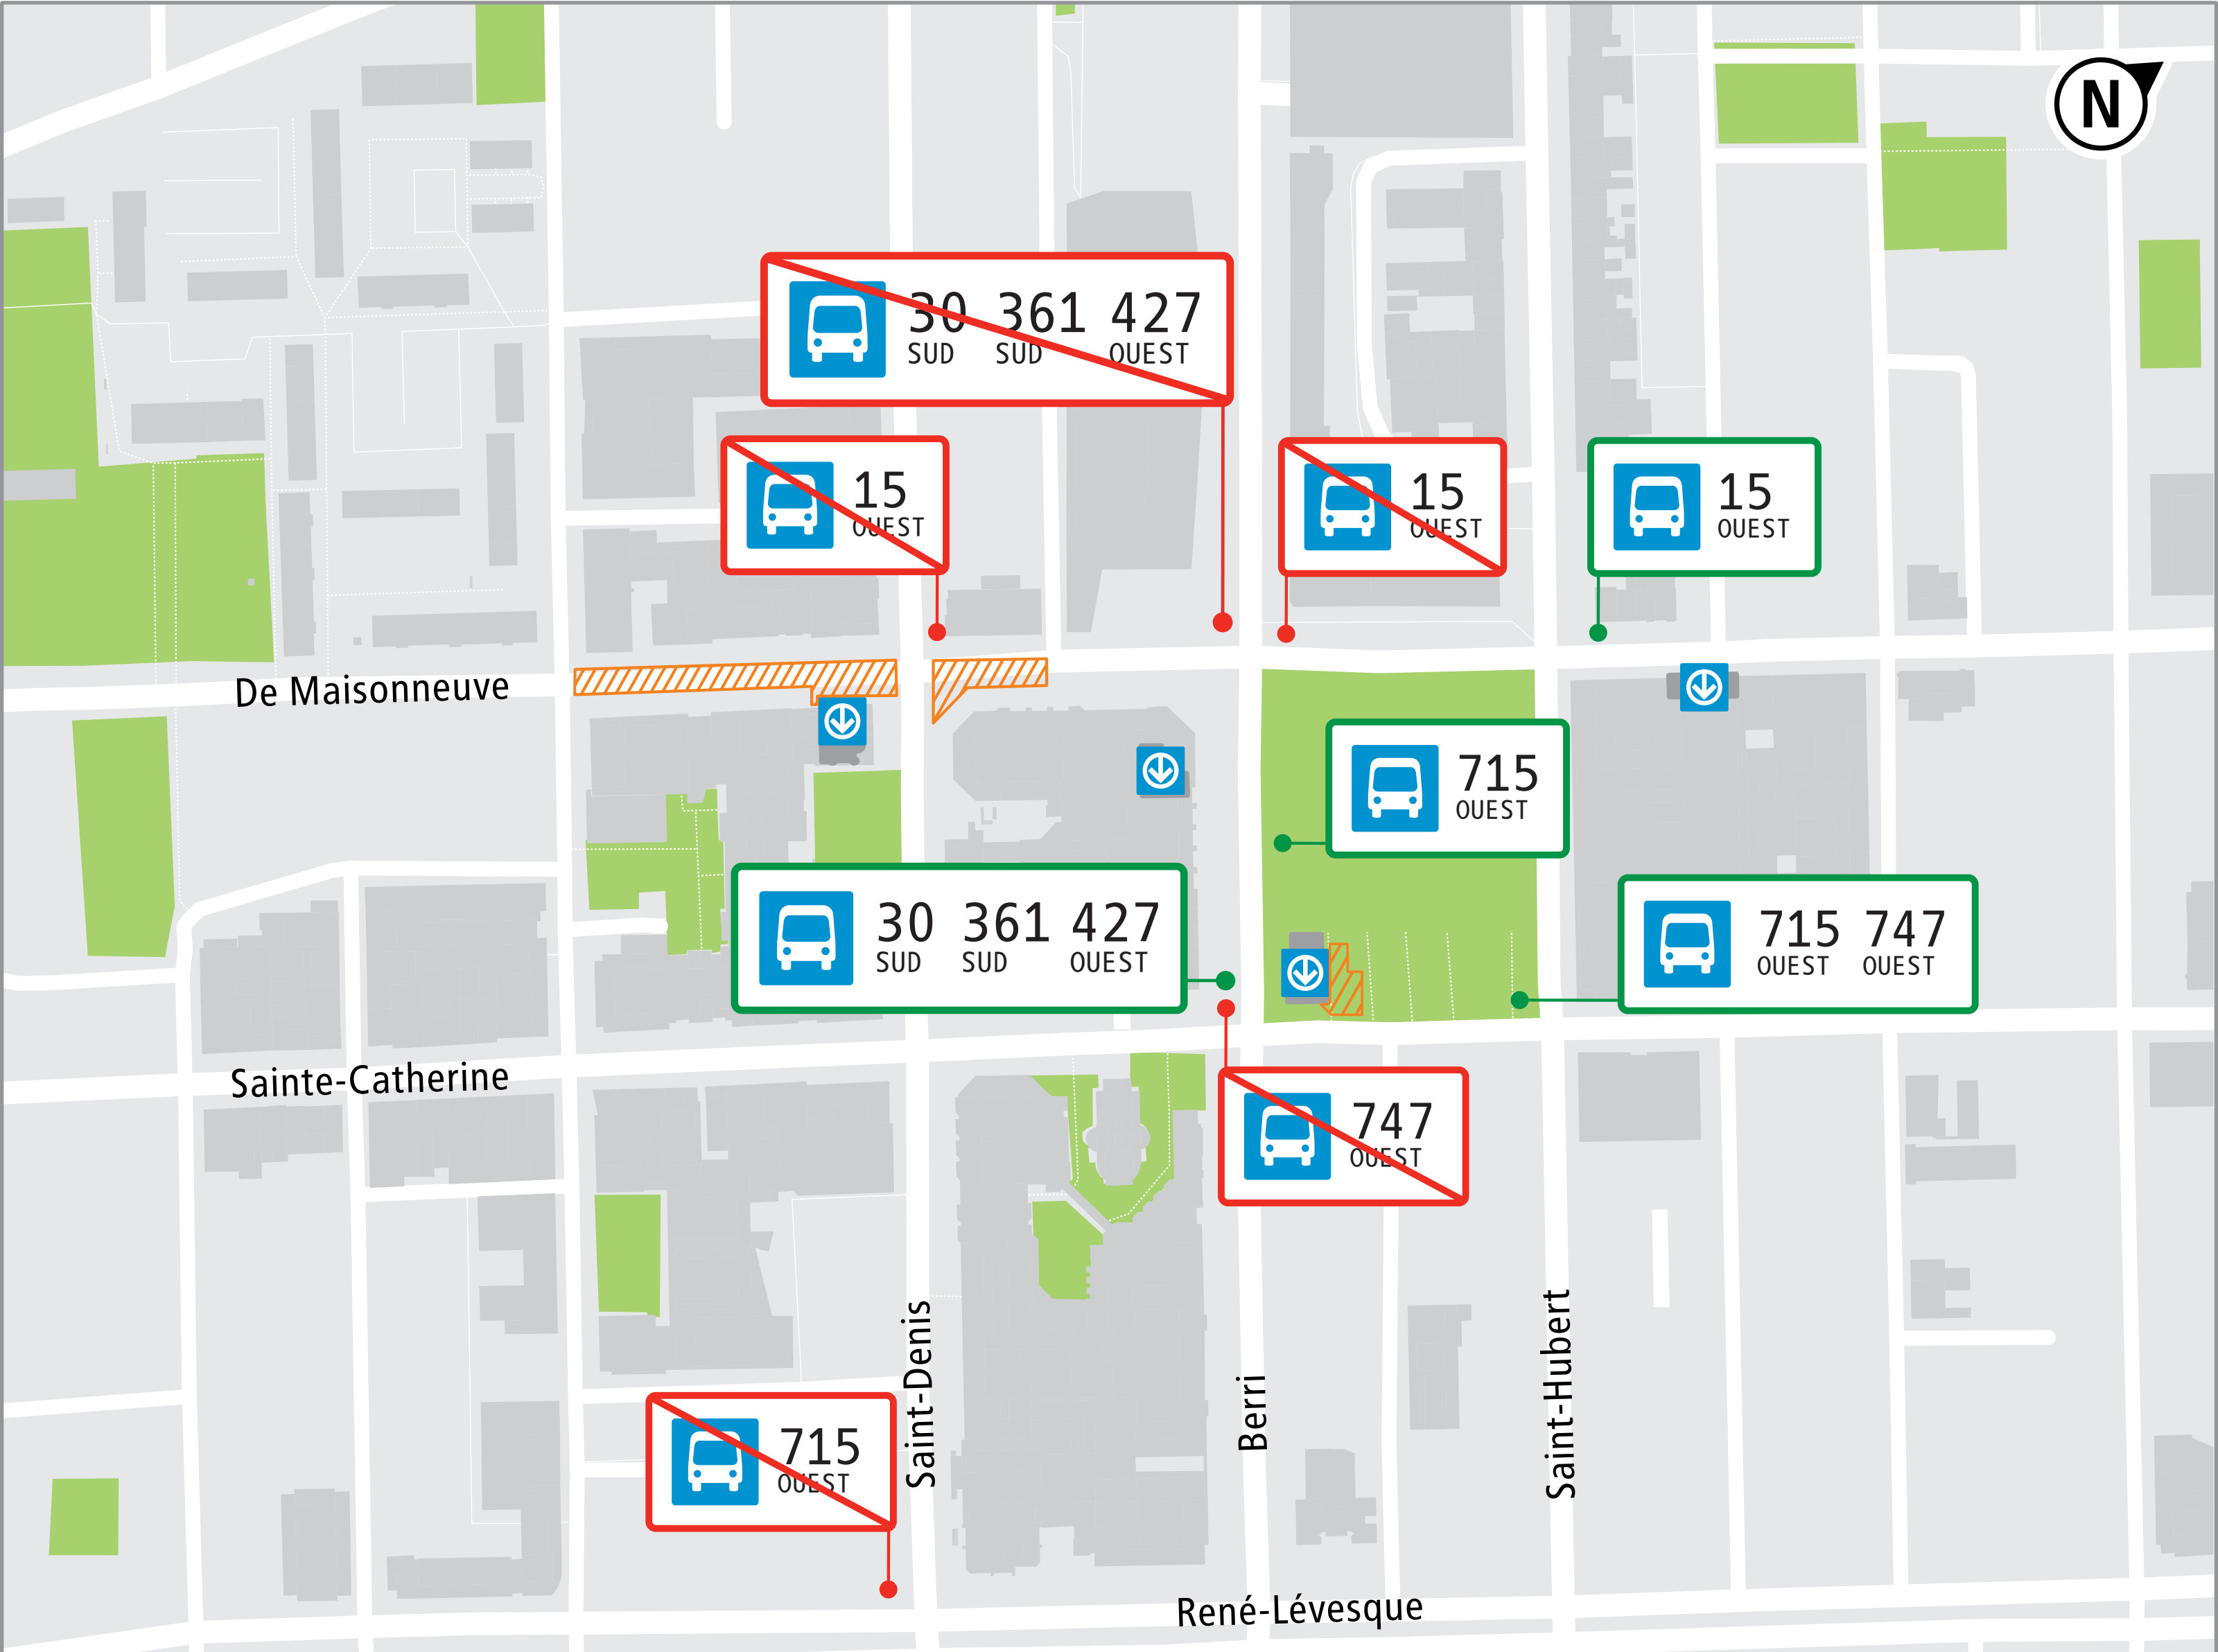 N
30 361 427
SUD SUD OUEST
15
OUEST
15
OUEST
15
OUEST
De Maisonneuve
715
OUEST
30 361 427
SUD SUD OUEST
715 747
OUEST OUEST
Sainte-Catherine
747
OUEST
Saint-Denis
Berri
Saint-Hubert
715
OUEST
René-Lévesque